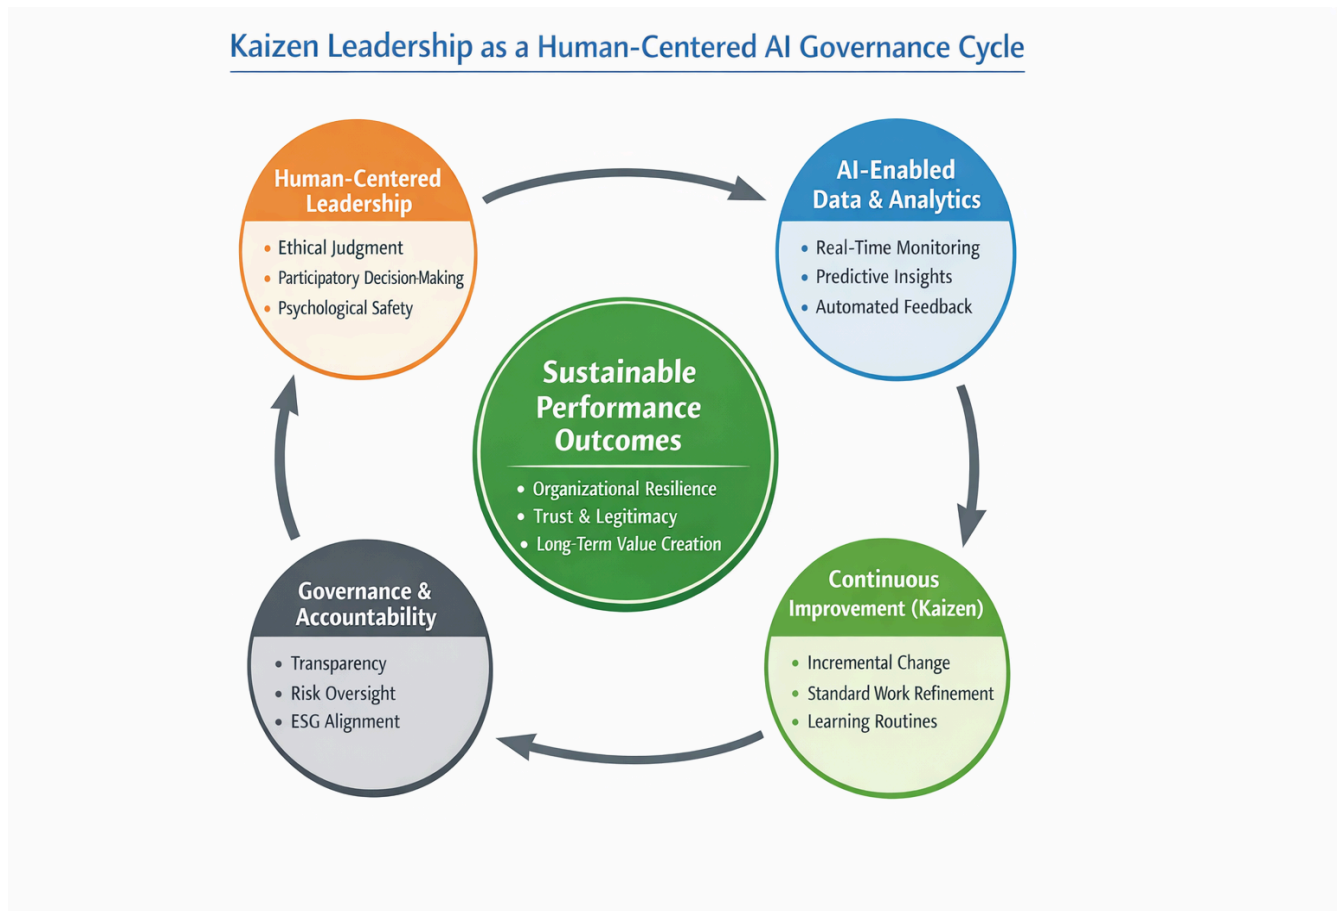 Kaizen Leadership as a Human-Centered AI Governance Cycle
Human-Centered
Leadership
• Ethical Judgment
• Participatory Decision-Making
• Psychological Safety
AI-Enabled
Data & Analytics
• Real-Time Monitoring
• Predictive Insights
• Automated Feedback
Sustainable
Performance
Outcomes
• Organizational Resilience
• Trust & Legitimacy
• Long-Term Value Creation
Governance &
Accountability
• Transparency
• Risk Oversight
• ESG Alignment
Continuous
Improvement (Kaizen)
• Incremental Change
• Standard Work Refinement
• Learning Routines